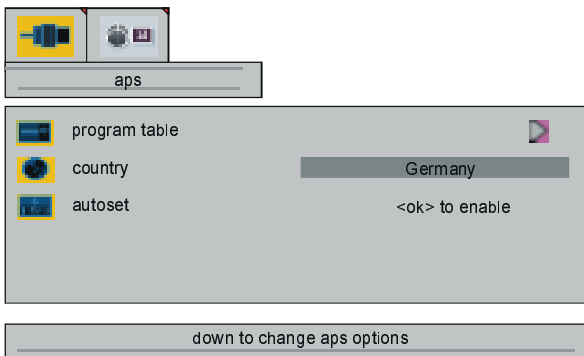 aps
program table
country Germany
autoset <ok> to enable
down to change aps options